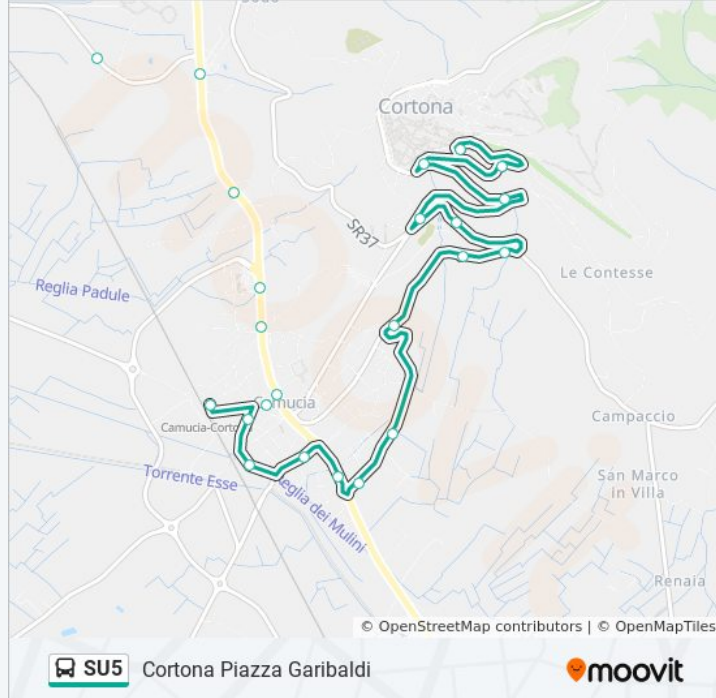 Cortona
SR37
Le Contesse
Reglia Padule
Camucia
Camucia-Corto
Campaccio
Torrente Esse
San Marco
in Villa
Reglia dei Mulini
Renaia
© OpenStreetMap contributors | © OpenMapTiles
SU5 Cortona Piazza Garibaldi
moovit